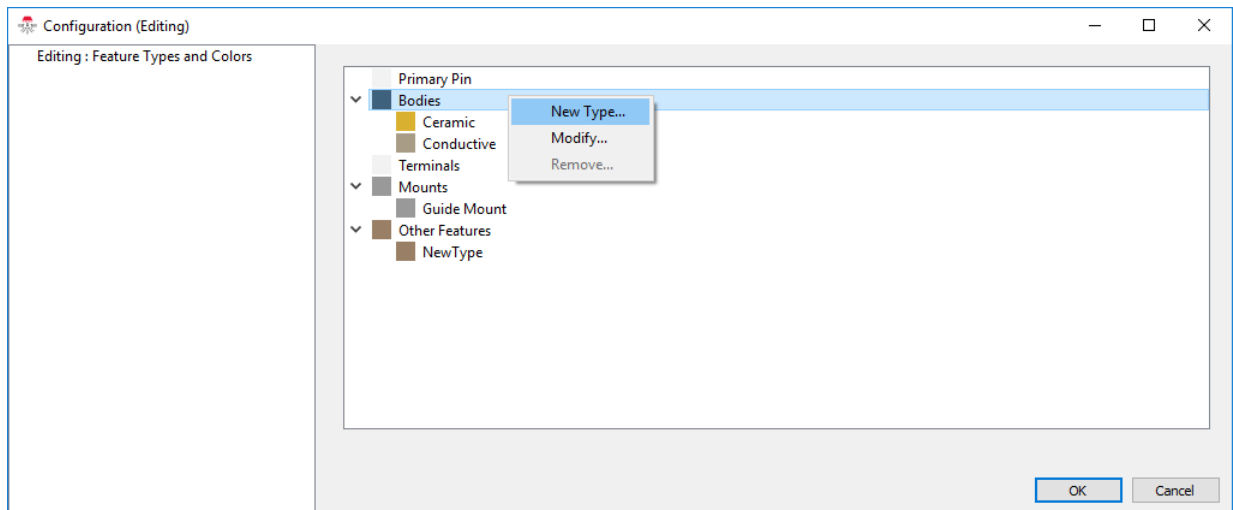 Configuration (Editing)
Editing : Feature Types and Colors
Primary Pin
Bodies
New Type...
Ceramic
Modify...
Conductive
Remove...
Terminals
Mounts
Guide Mount
Other Features
NewType
OK
Cancel